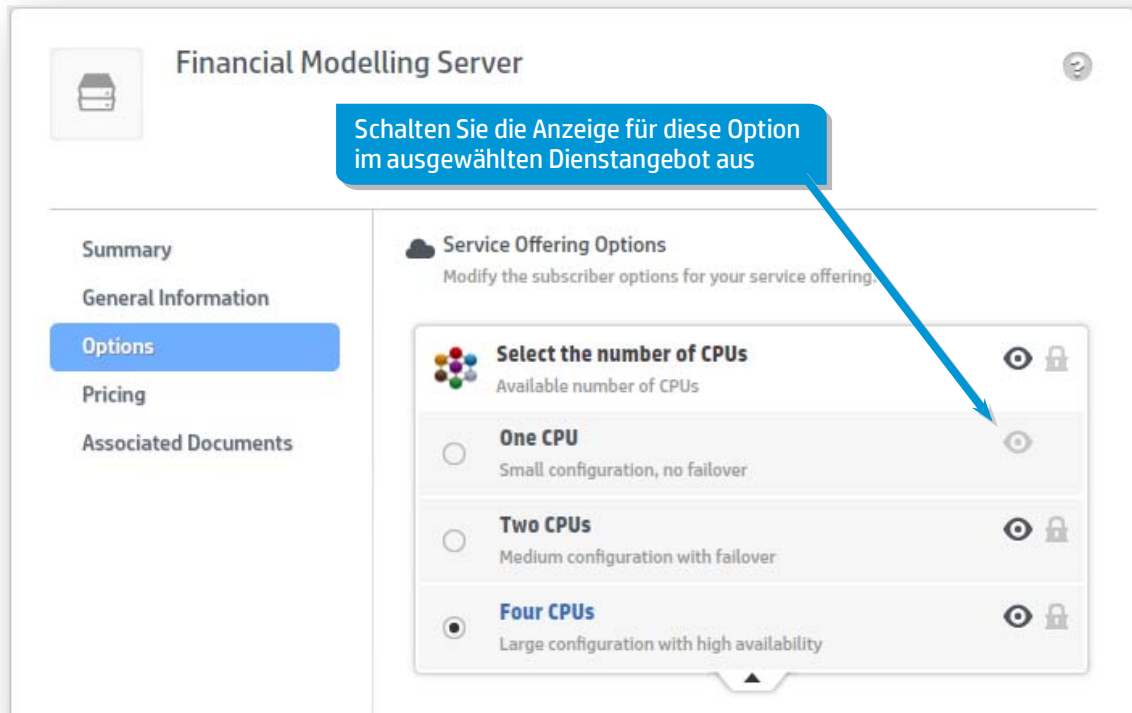 Financial Modelling Server
Schalten Sie die Anzeige für diese Option
im ausgewählten Dienstangebot aus
Summary
General Information
Options
Pricing
Associated Documents
Service Offering Options
Modify the subscriber options for your service offering.
Select the number of CPUs
Available number of CPUs
One CPU
Small configuration, no failover
Two CPUs
Medium configuration with failover
Four CPUs
Large configuration with high availability